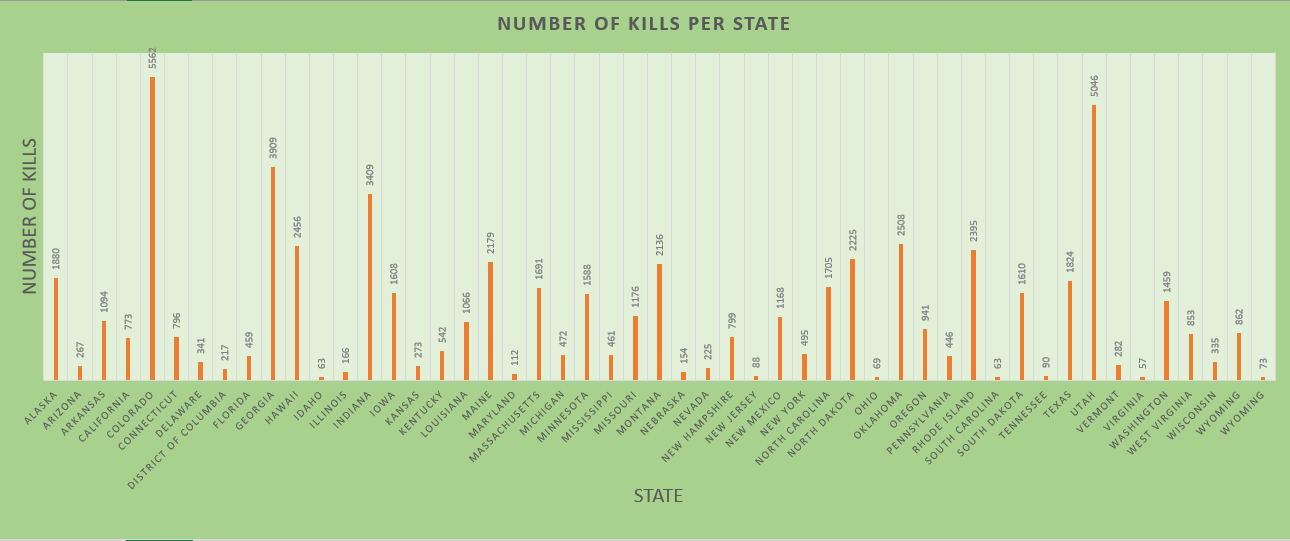 NUMBER OF KILLS PER STATE
NUMBER OF KILLS
1880
267
1094
773
5562
796
341
217
459
3909
2456
63
166
3409
1608
273
542
1066
2179
112
1691
472
1588
461
1176
2136
154
225
799
88
1168
495
1705
2225
69
2508
941
446
2395
63
1610
90
1824
5046
282
57
1459
853
335
862
73
ALASKA
ARIZONA
ARKANSAS
CALIFORNIA
COLORADO
CONNECTICUT
DELAWARE
DISTRICT OF COLUMBIA
FLORIDA
GEORGIA
HAWAII
IDAHO
ILLINOIS
INDIANA
IOWA
KANSAS
KENTUCKY
LOUISIANA
MAINE
MARYLAND
MASSACHUSETTS
MICHIGAN
MINNESOTA
MISSISSIPPI
MISSOURI
MONTANA
NEBRASKA
NEVADA
NEW HAMPSHIRE
NEW JERSEY
NEW MEXICO
NEW YORK
NORTH CAROLINA
NORTH DAKOTA
OHIO
OKLAHOMA
OREGON
PENNSYLVANIA
RHODE ISLAND
SOUTH CAROLINA
SOUTH DAKOTA
TENNESSEE
TEXAS
UTAH
VERMONT
VIRGINIA
WASHINGTON
WEST VIRGINIA
WISCONSIN
WYOMING
WYOMING
STATE